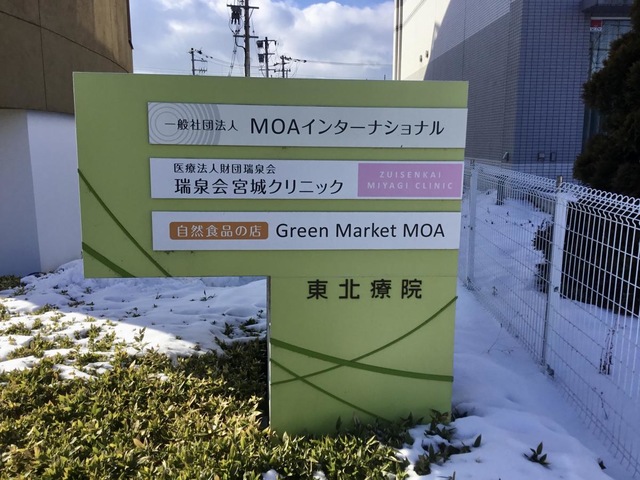 一般社団法人 MOAインターナショナル
医療法人財団瑞泉会
瑞泉会宮城クリニック
ZUISENKAI
MIYAGI CLINIC
自然食品の店 Green Market MOA
東北療院